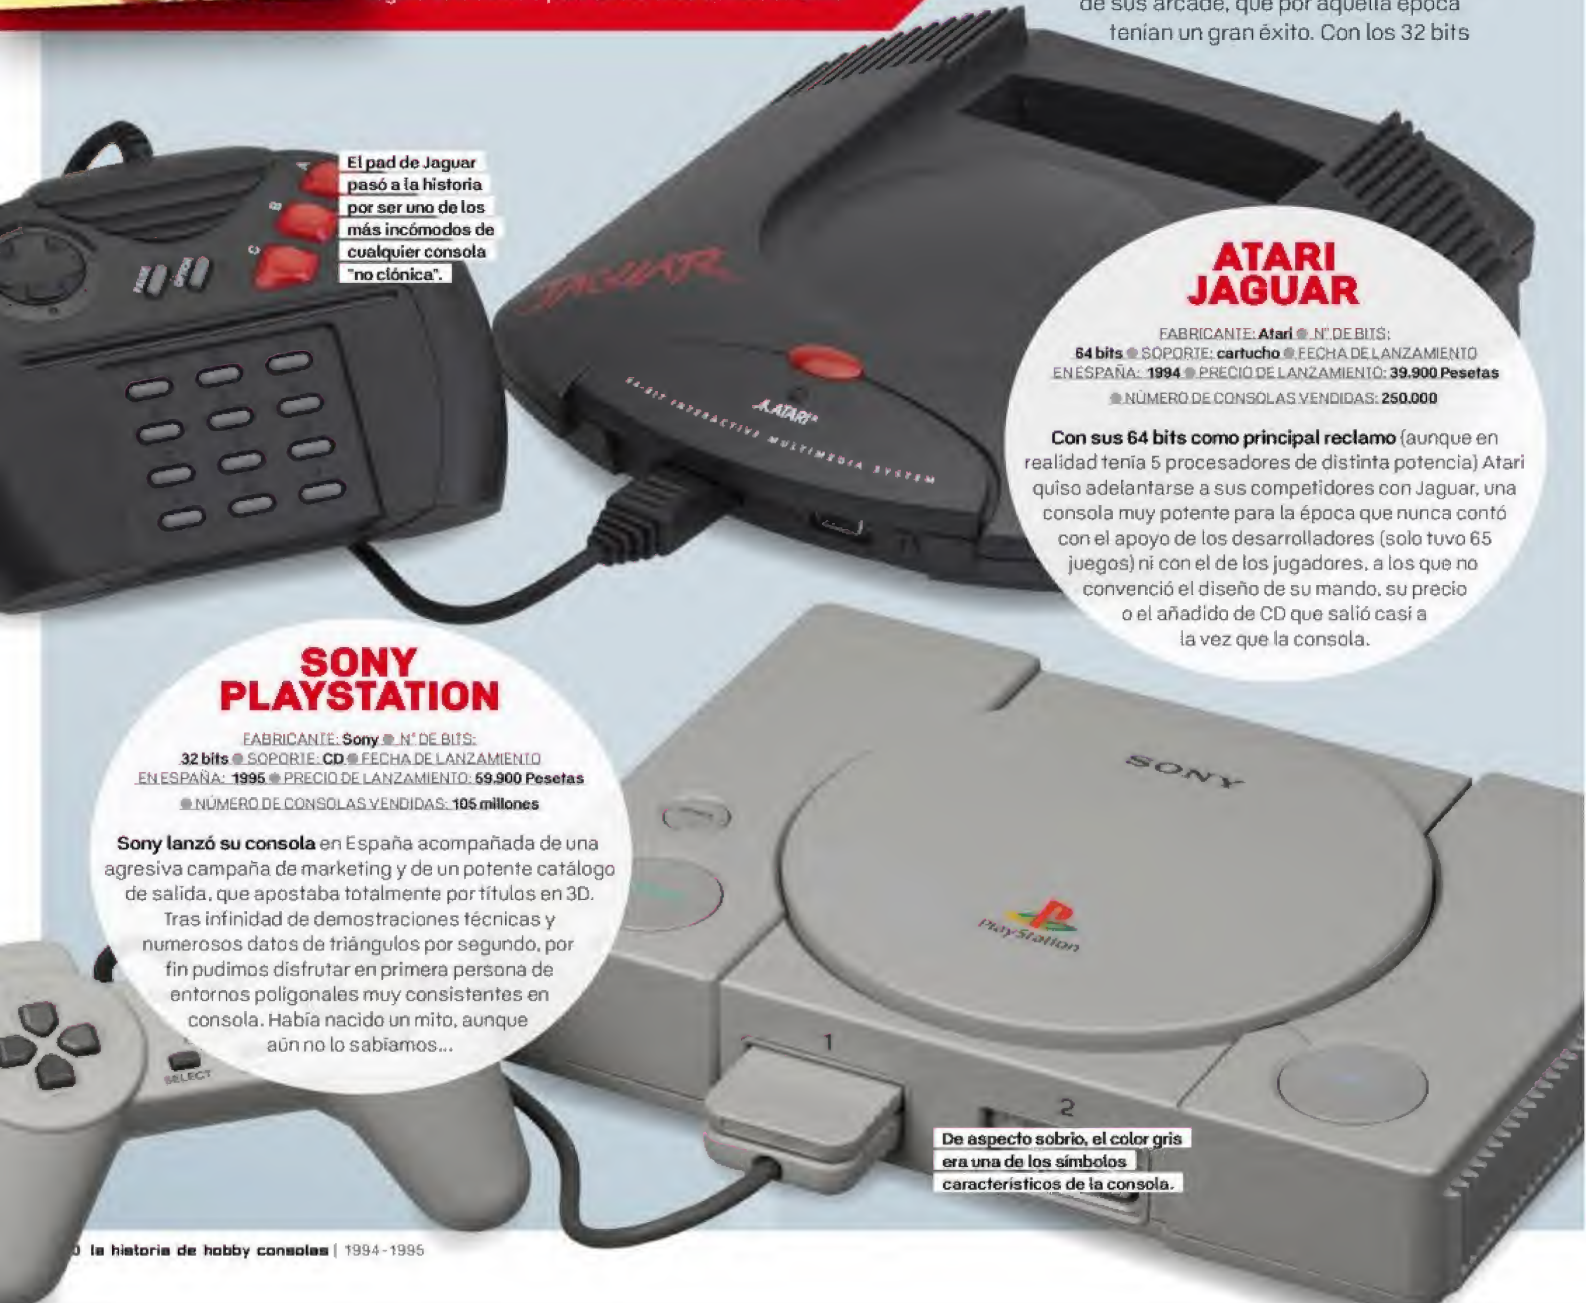 de sus arcade, que por aquella época
tenían un gran éxito. Con los 32 bits
El pad de Jaguar
pasó a la historia
por ser uno de los
más incómodos de
cualquier consola
"no clónica".
A
B
C
PAUSE
OPTION
JAGUAR
ATARI
64-BIT INTERACTIVE MULTIMEDIA SYSTEM
ATARI
JAGUAR
FABRICANTE: Atari N° DE BITS:
64 bits SOPORTE: cartucho FECHA DE LANZAMIENTO
EN ESPAÑA: 1994 PRECIO DE LANZAMIENTO: 39.900 Pesetas
NÚMERO DE CONSOLAS VENDIDAS: 250.000
Con sus 64 bits como principal reclamo (aunque en
realidad tenía 5 procesadores de distinta potencia) Atari
quiso adelantarse a sus competidores con Jaguar, una
consola muy potente para la época que nunca contó
con el apoyo de los desarrolladores (solo tuvo 65
juegos) ni con el de los jugadores, a los que no
convenció el diseño de su mando, su precio
o el añadido de CD que salió casi a
la vez que la consola.
SONY
PLAYSTATION
FABRICANTE: Sony N° DE BITS:
32 bits SOPORTE: CD FECHA DE LANZAMIENTO
EN ESPAÑA: 1995 PRECIO DE LANZAMIENTO: 59.900 Pesetas
NÚMERO DE CONSOLAS VENDIDAS: 105 millones
Sony lanzó su consola en España acompañada de una
agresiva campaña de marketing y de un potente catálogo
de salida, que apostaba totalmente por títulos en 3D.
Tras infinidad de demostraciones técnicas y
numerosos datos de triángulos por segundo, por
fin pudimos disfrutar en primera persona de
entornos poligonales muy consistentes en
consola. Había nacido un mito, aunque
aún no lo sabíamos...
SONY
PlayStation
SELECT
1
2
De aspecto sobrio, el color gris
era una de los símbolos
característicos de la consola.
0 la historia de hobby consolas | 1994-1995